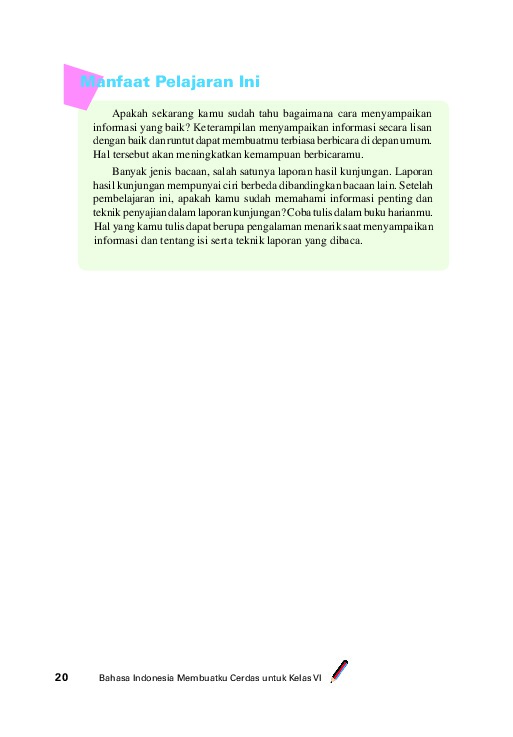 Manfaat Pelajaran Ini
Apakah sekarang kamu sudah tahu bagaimana cara menyampaikan
informasi yang baik? Keterampilan menyampaikan informasi secara lisan
dengan baik dan runtut dapat membuatmu terbiasa berbicara di depan umum.
Hal tersebut akan meningkatkan kemampuan berbicaramu.
Banyak jenis bacaan, salah satunya laporan hasil kunjungan. Laporan
hasil kunjungan mempunyai ciri berbeda dibandingkan bacaan lain. Setelah
pembelajaran ini, apakah kamu sudah memahami informasi penting dan
teknik penyajian dalam laporan kunjungan? Coba tulis dalam buku harianmu.
Hal yang kamu tulis dapat berupa pengalaman menarik saat menyampaikan
informasi dan tentang isi serta teknik laporan yang dibaca.
20 Bahasa Indonesia Membuatku Cerdas untuk Kelas VI